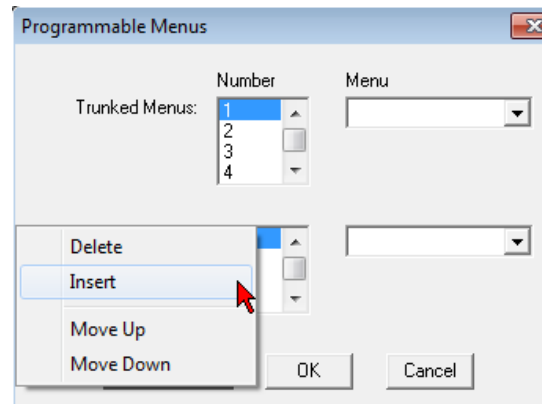 Programmable Menus
Number Menu
Trunked Menus:
1
2
3
4
Delete
Insert
Move Up
Move Down
OK Cancel